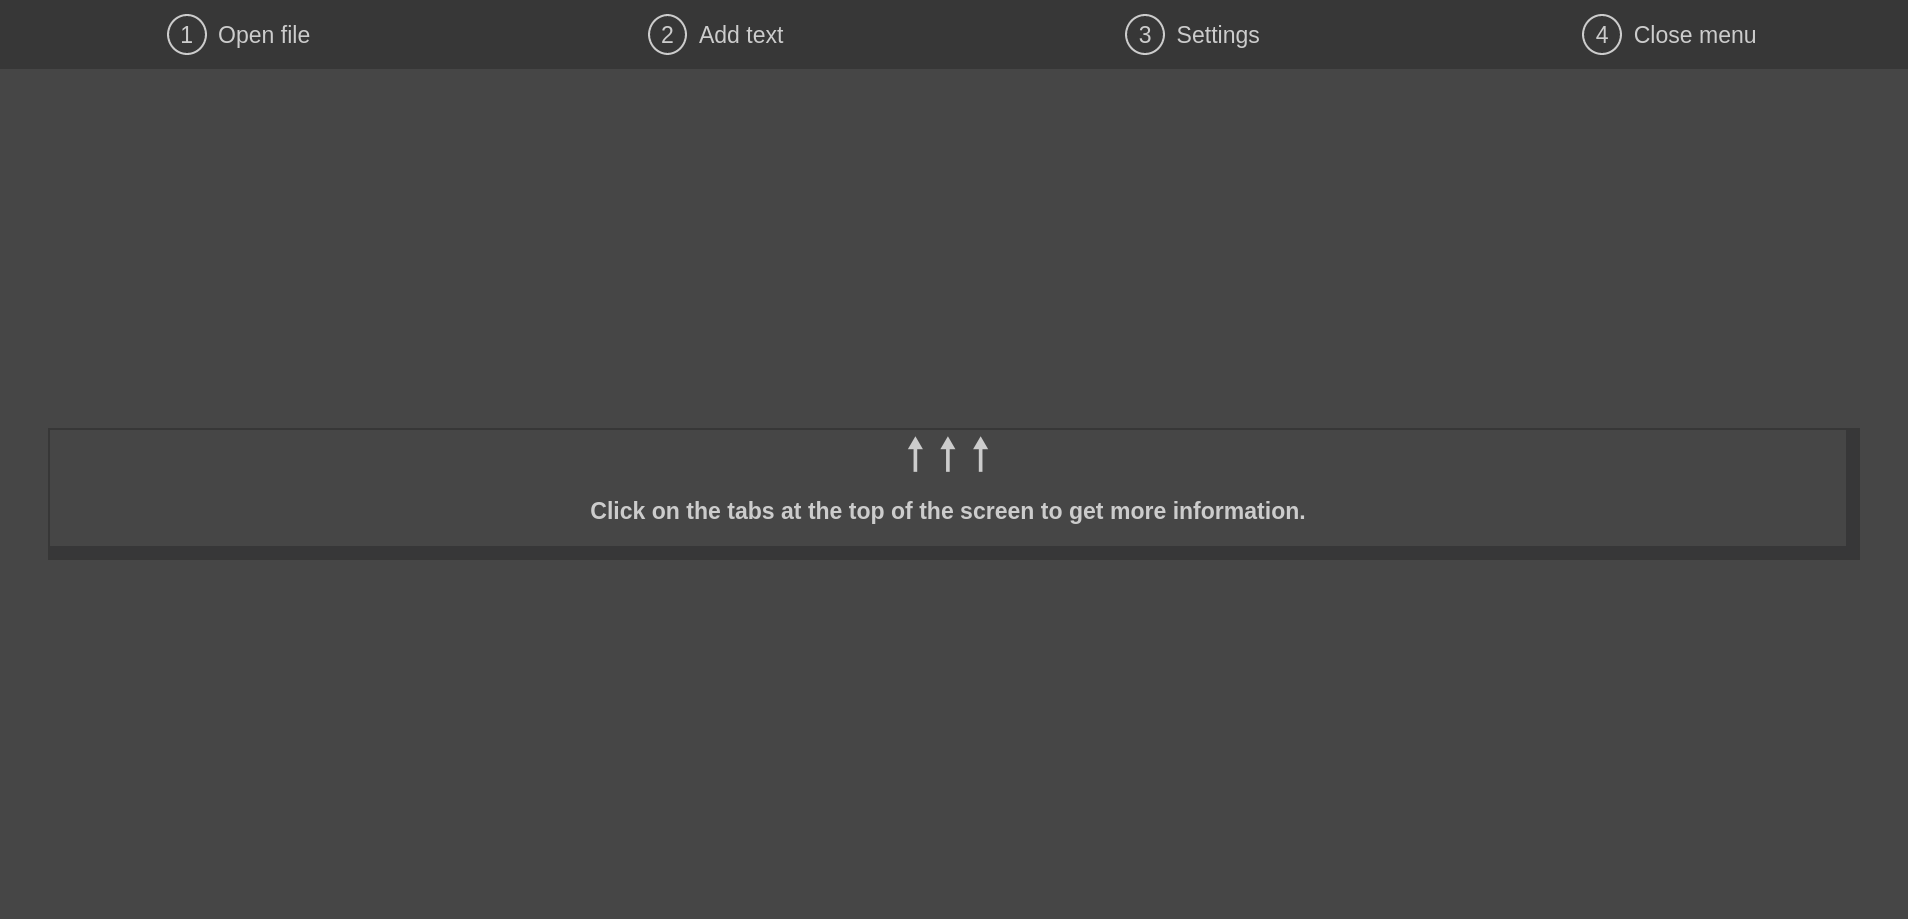 1 Open file
2 Add text
3 Settings
4 Close menu
Click on the tabs at the top of the screen to get more information.